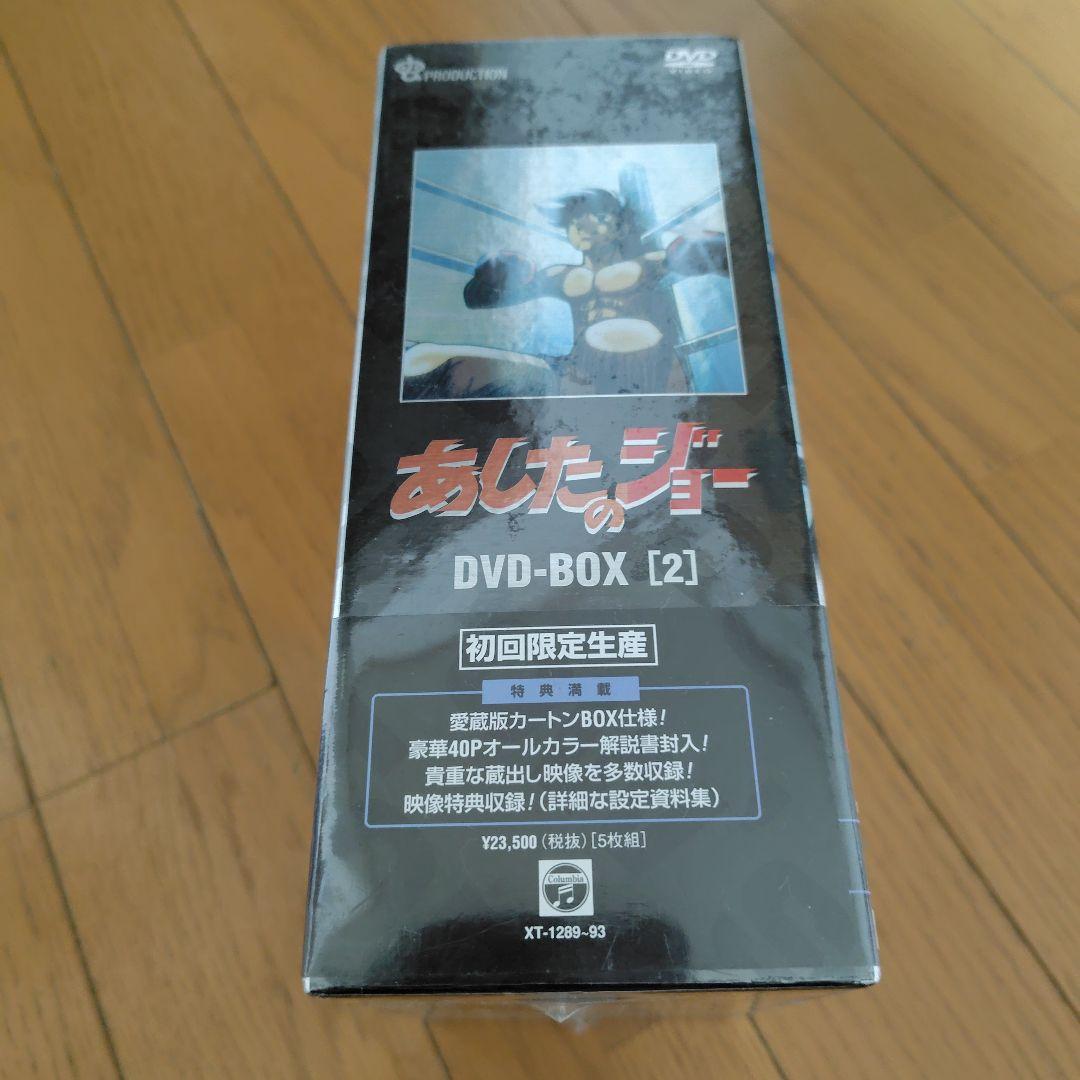 PRODUCTION
DVD
VIDEO
あしたのジョー
DVD-BOX [2]
初回限定生産
特典満載
愛蔵版カートンBOX仕様!
豪華40Pオールカラー解説書封入!
貴重な蔵出し映像を多数収録!
映像特典収録!(詳細な設定資料集)
¥23,500(税抜)[5枚組]
Columbia
XT-1289~93